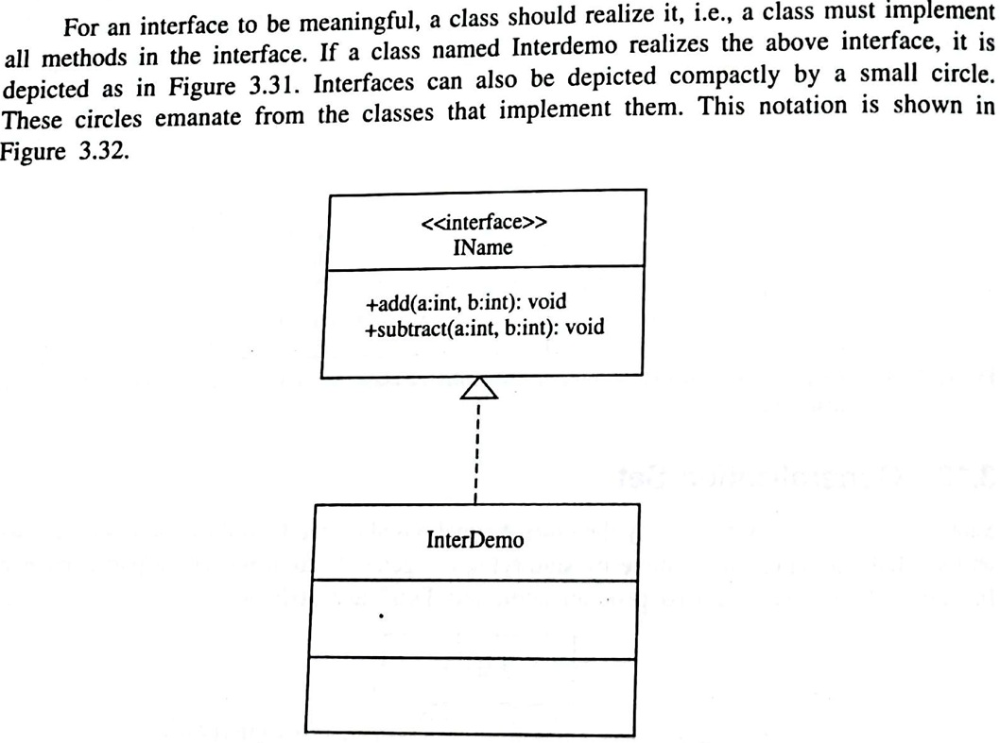 For an interface to be meaningful, a class should realize it, i.e., a class must implement
all methods in the interface. If a class named Interdemo realizes the above interface, it is
depicted as in Figure 3.31. Interfaces can also be depicted compactly by a small circle.
These circles emanate from the classes that implement them. This notation is shown in
Figure 3.32.
<<interface>>
IName
+add(a:int, b:int): void
+subtract(a:int, b:int): void
InterDemo